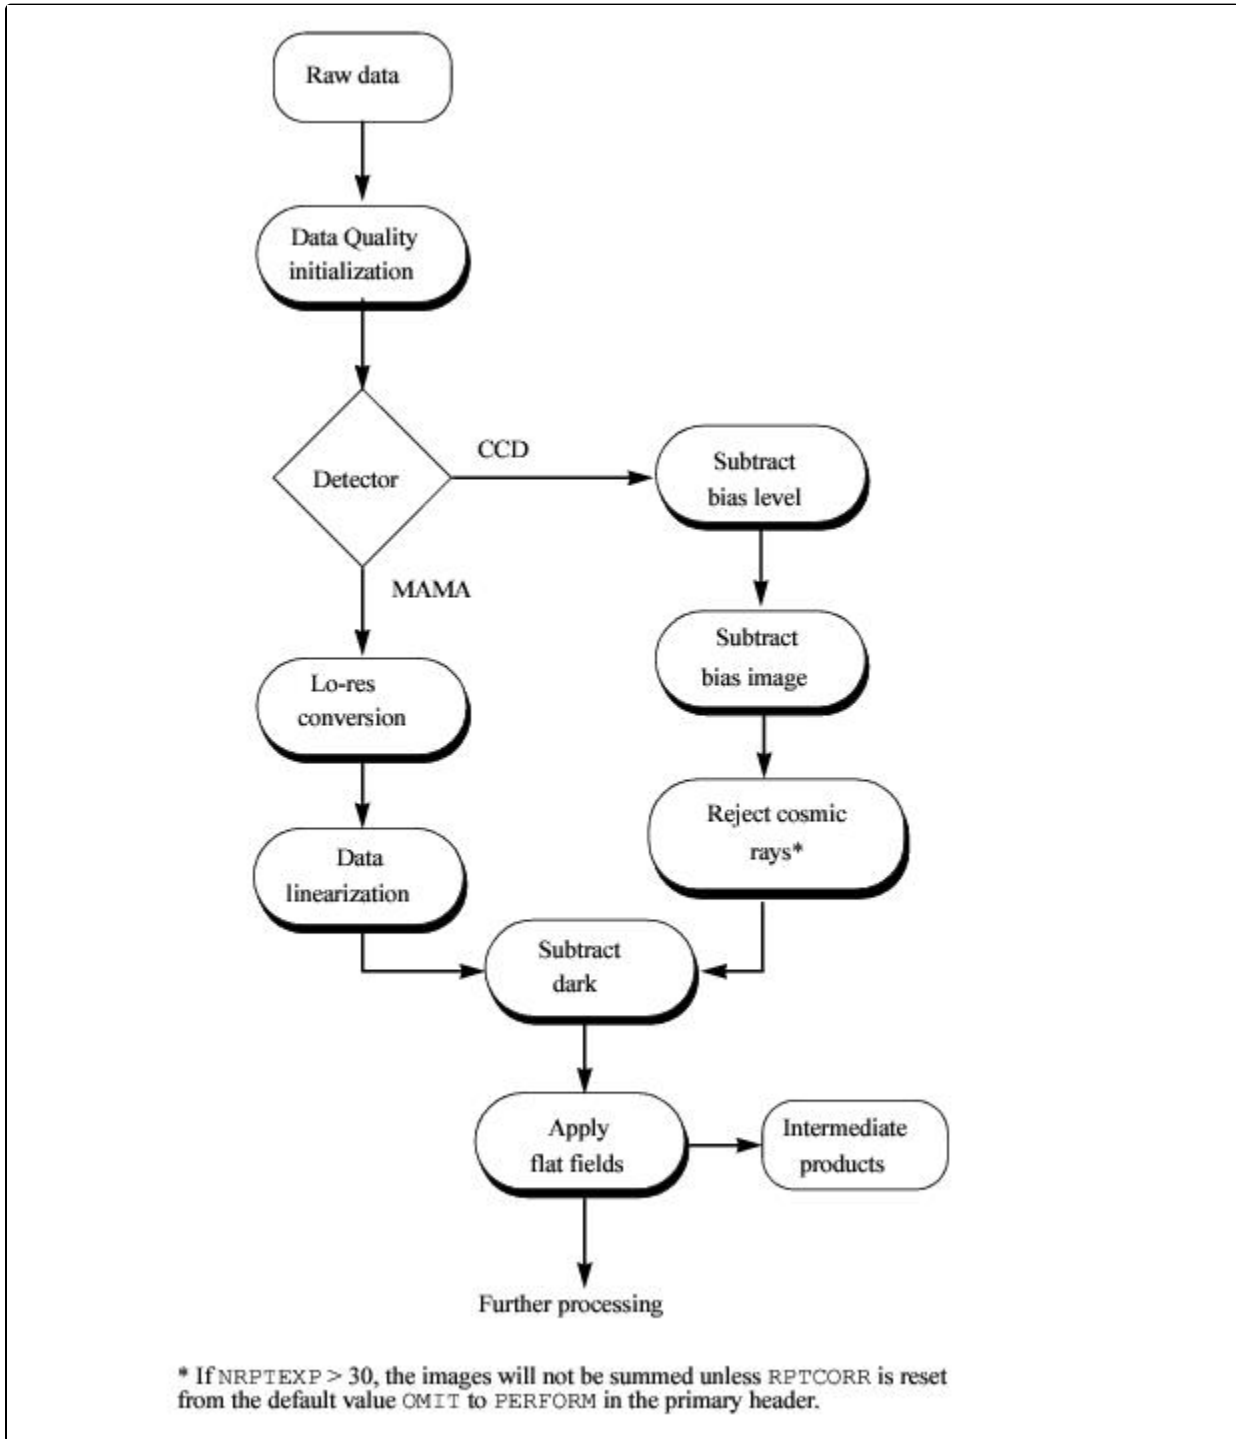 Raw data
Data Quality
initialization
Detector
CCD
MAMA
Subtract
bias level
Subtract
bias image
Reject cosmic
rays*
Lo-res
conversion
Data
linearization
Subtract
dark
Apply
flat fields
Intermediate
products
Further processing
* If NRPTEXP > 30, the images will not be summed unless RPTCORR is reset
from the default value OMIT to PERFORM in the primary header.